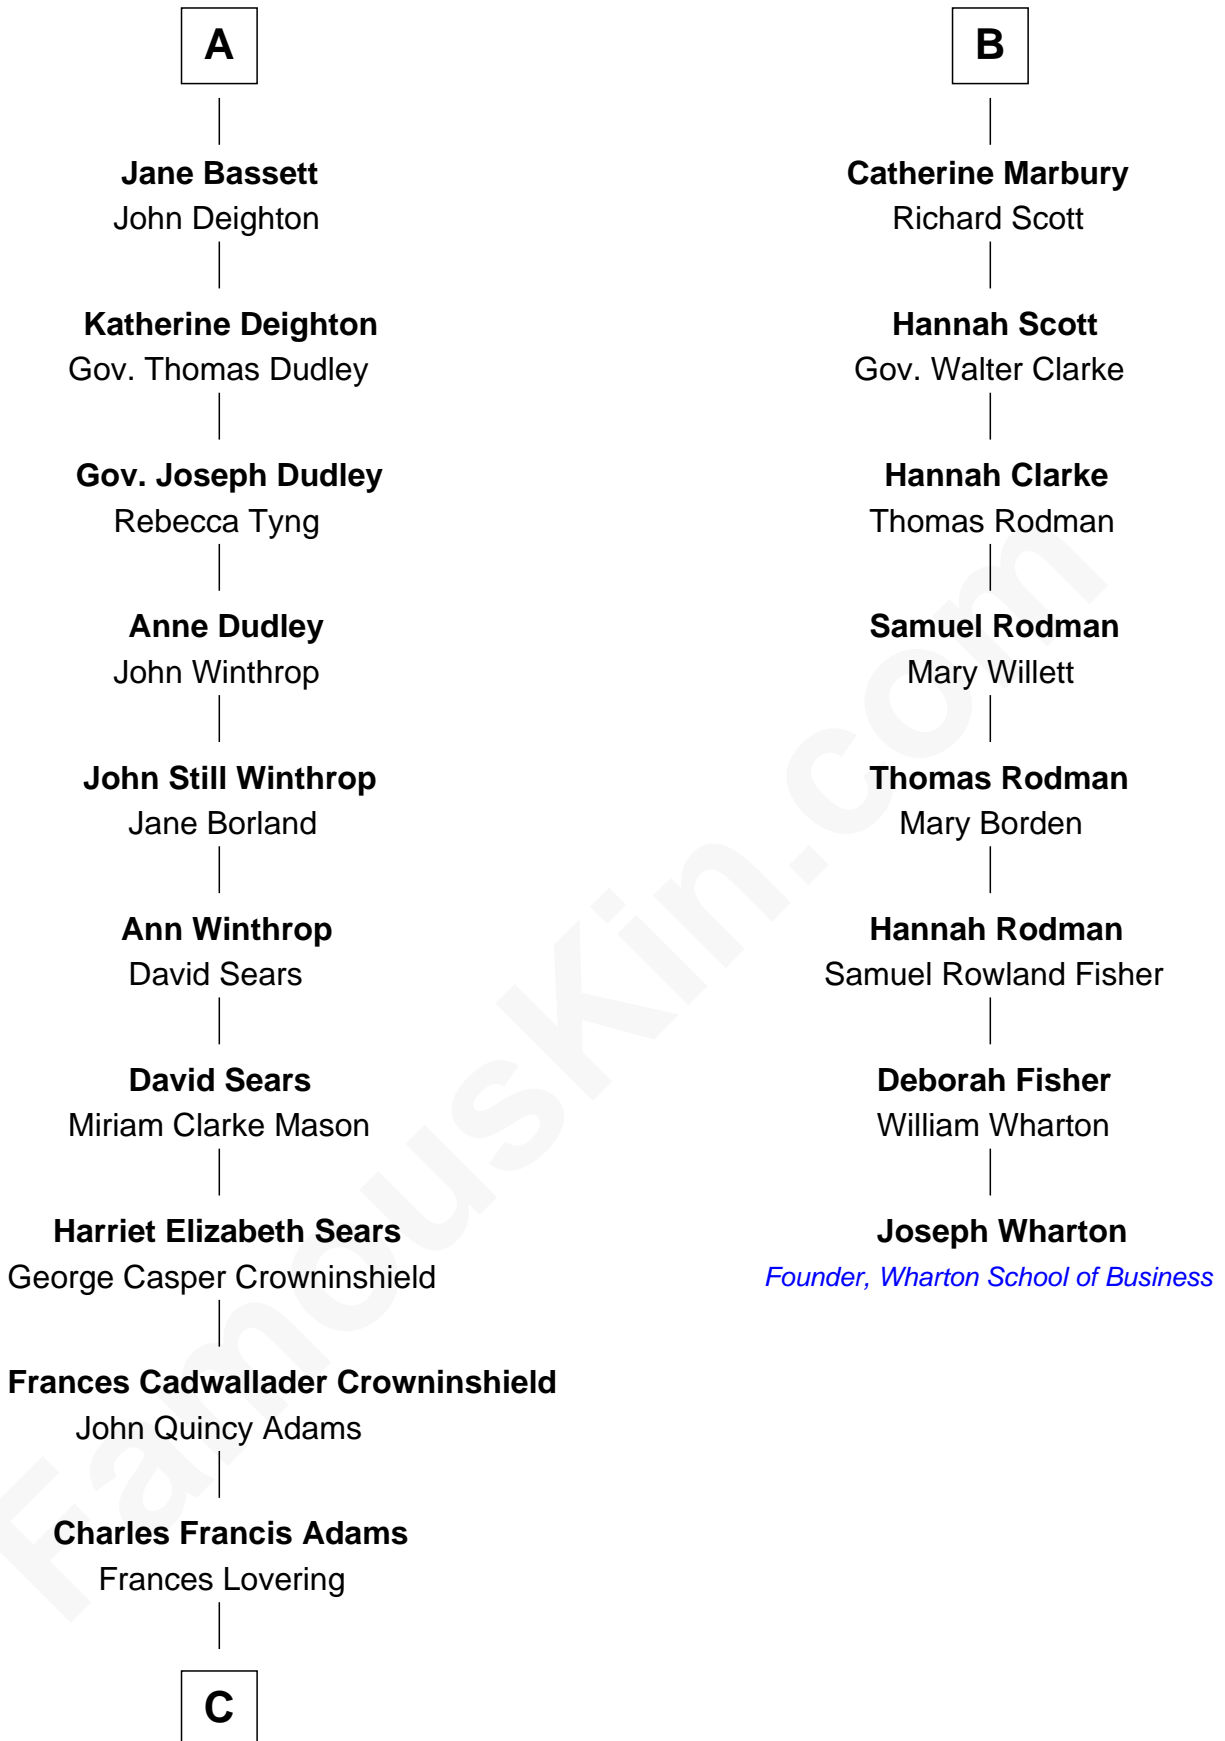 A
Jane Bassett
John Deighton
Katherine Deighton
Gov. Thomas Dudley
Gov. Joseph Dudley
Rebecca Tyng
Anne Dudley
John Winthrop
John Still Winthrop
Jane Borland
Ann Winthrop
David Sears
David Sears
Miriam Clarke Mason
Harriet Elizabeth Sears
George Casper Crowninshield
Frances Cadwallader Crowninshield
John Quincy Adams
Charles Francis Adams
Frances Lovering
C
B
Catherine Marbury
Richard Scott
Hannah Scott
Gov. Walter Clarke
Hannah Clarke
Thomas Rodman
Samuel Rodman
Mary Willett
Thomas Rodman
Mary Borden
Hannah Rodman
Samuel Rowland Fisher
Deborah Fisher
William Wharton
Joseph Wharton
Founder, Wharton School of Business
FamousKin.com